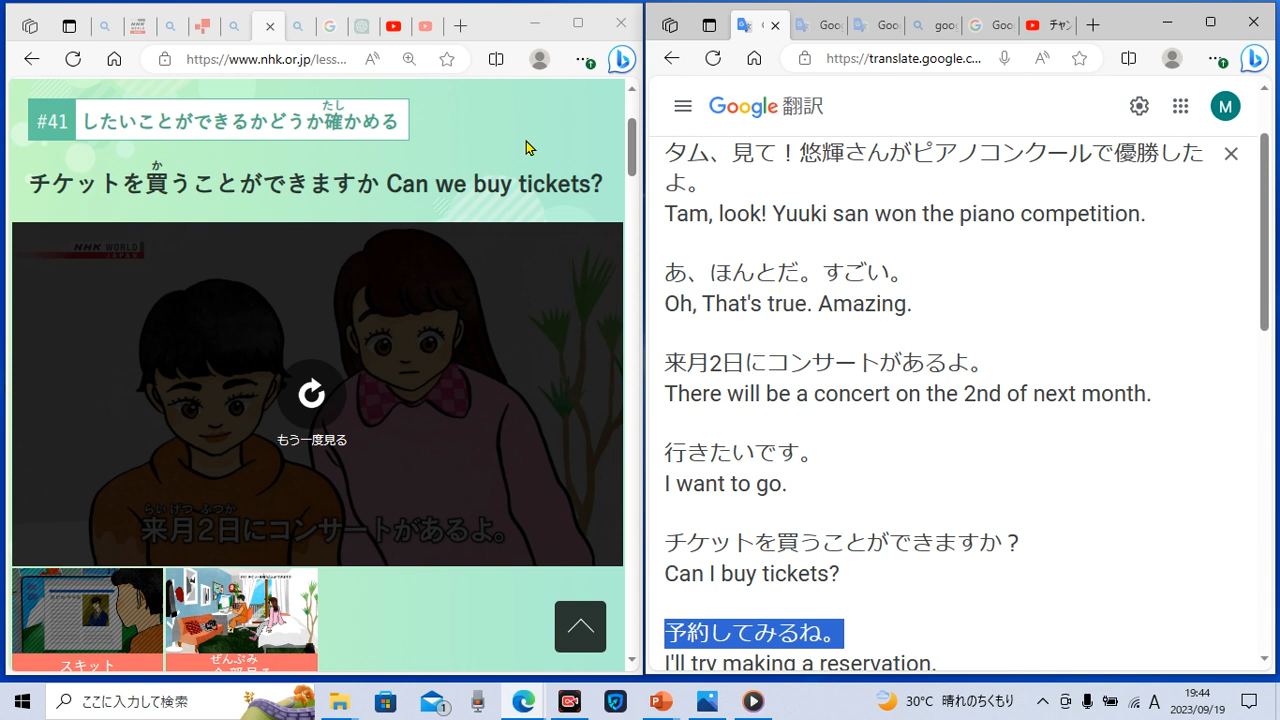 https://www.nhk.or.jp/less...
#41 したいことができるかどうか確かめる
たし
チケットを買うことができますか Can we buy tickets?
か
NHK WORLD
JAPAN
もう一度見る
らいげつ ふつか
来月2日にコンサートがあるよ。
スキット
ぜんぶみ
Goo
Goo
goo
Goo
チャン
https://translate.google.c...
Google 翻訳
M
タム、見て！悠輝さんがピアノコンクールで優勝した
よ。
Tam, look! Yuuki san won the piano competition.
あ、ほんとだ。すごい。
Oh, That's true. Amazing.
来月2日にコンサートがあるよ。
There will be a concert on the 2nd of next month.
行きたいです。
I want to go.
チケットを買うことができますか？
Can I buy tickets?
予約してみるね。
I'll try making a reservation.
ここに入力して検索
1
30°C 晴れのちくもり
A
19:44
2023/09/19